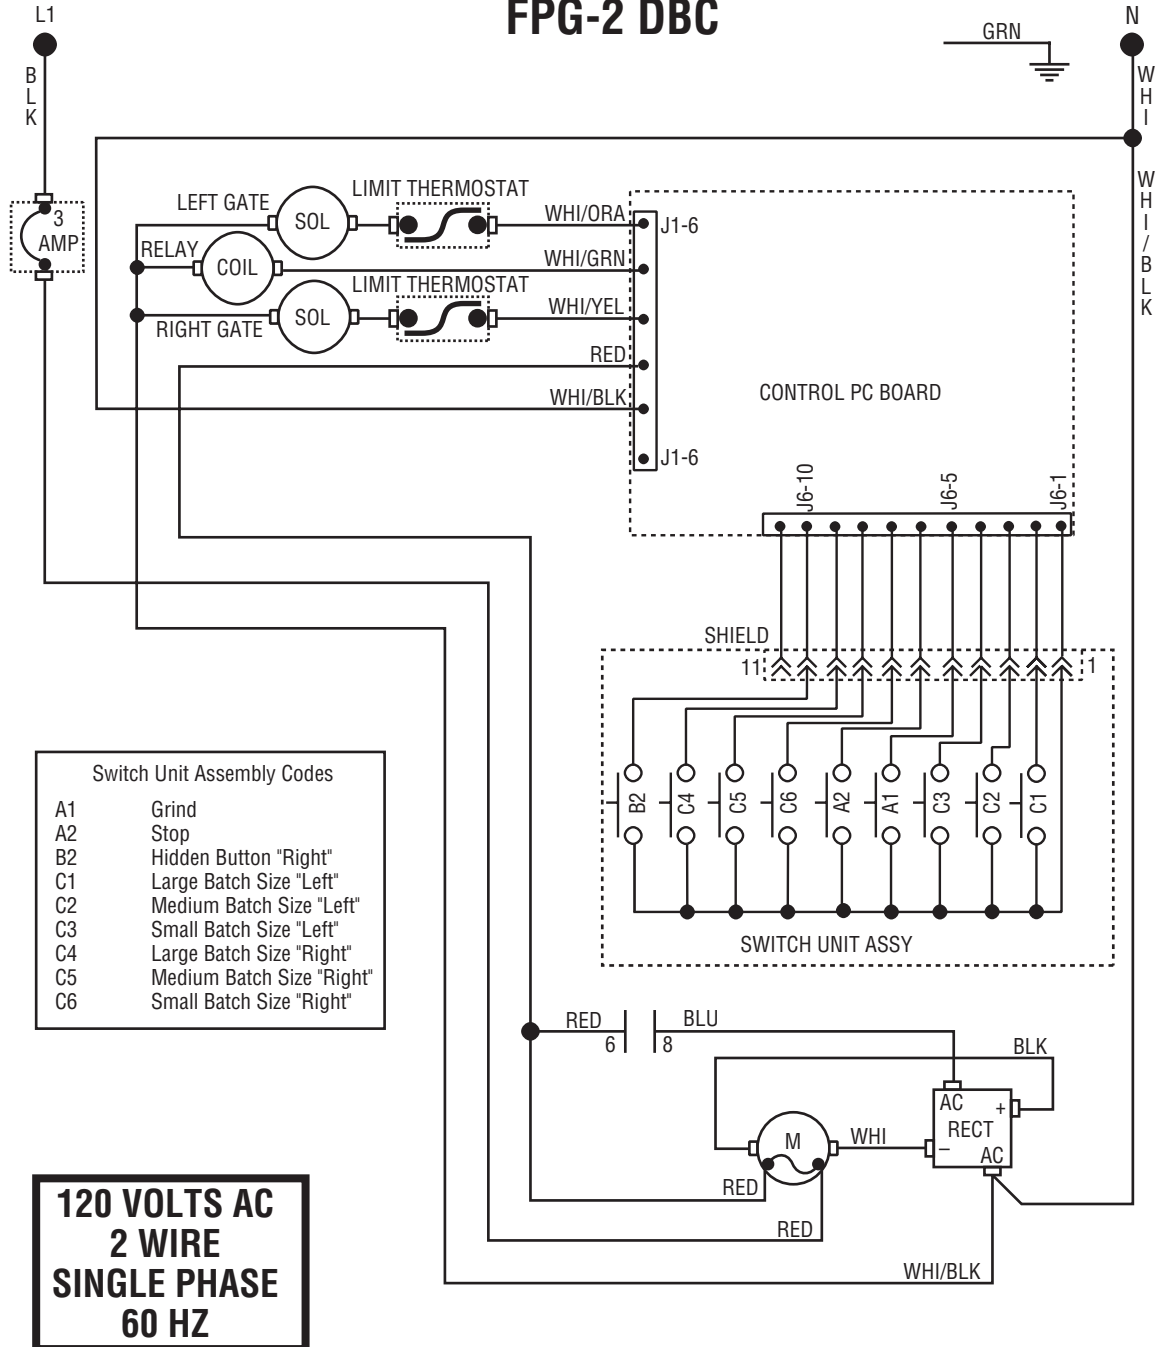 FPG-2 DBC
L1
N
GRN
BLK
WHI
WHI/BLK
3
AMP
LEFT GATE
SOL
LIMIT THERMOSTAT
WHI/ORA
J1-6
RELAY
COIL
WHI/GRN
LIMIT THERMOSTAT
RIGHT GATE
SOL
WHI/YEL
RED
WHI/BLK
CONTROL PC BOARD
J1-6
J6-10
J6-5
J6-1
SHIELD
11
1
B2
C4
C5
C6
A2
A1
C3
C2
C1
SWITCH UNIT ASSY
Switch Unit Assembly Codes
A1 Grind
A2 Stop
B2 Hidden Button "Right"
C1 Large Batch Size "Left"
C2 Medium Batch Size "Left"
C3 Small Batch Size "Left"
C4 Large Batch Size "Right"
C5 Medium Batch Size "Right"
C6 Small Batch Size "Right"
RED
6
8
BLU
BLK
AC
+
RECT
–
AC
M
WHI
RED
RED
WHI/BLK
120 VOLTS AC
2 WIRE
SINGLE PHASE
60 HZ